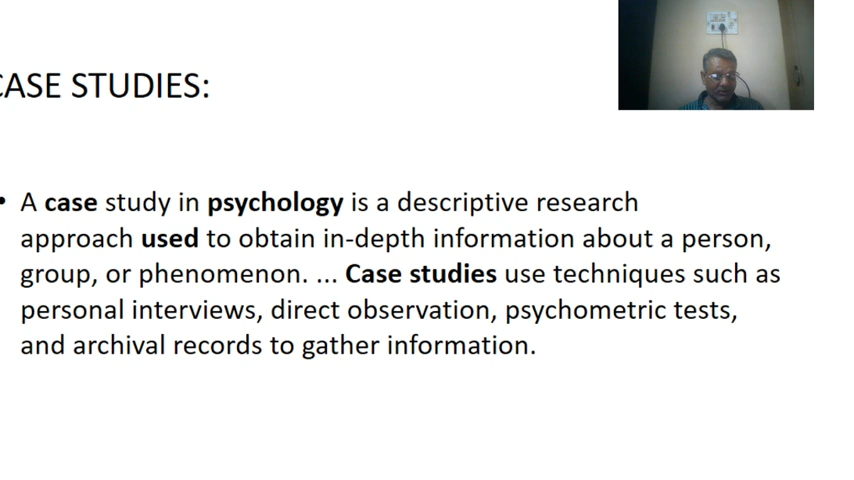 CASE STUDIES:
• A case study in psychology is a descriptive research
approach used to obtain in-depth information about a person,
group, or phenomenon. ... Case studies use techniques such as
personal interviews, direct observation, psychometric tests,
and archival records to gather information.